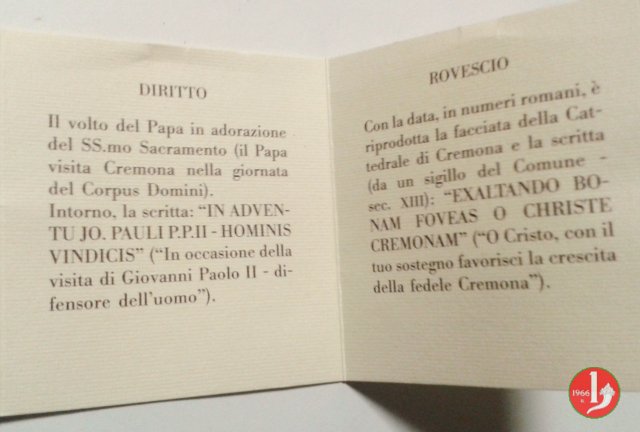 DIRITTO
Il volto del Papa in adorazione
del SS.mo Sacramento (il Papa
visita Cremona nella giornata
del Corpus Domini).
Intorno, la scritta: “IN ADVEN-
TU JO. PAULI P.P.II - HOMINIS
VINDICIS” (“In occasione della
visita di Giovanni Paolo II - di-
fensore dell’uomo”).
ROVESCIO
Con la data, in numeri romani, è
riprodotta la facciata della Cat-
tedrale di Cremona e la scritta
(da un sigillo del Comune -
sec. XIII): “EXALTANDO BO-
NAM FOVEAS O CHRISTE
CREMONAM” (“O Cristo, con il
tuo sostegno favorisci la crescita
della fedele Cremona”).
1966